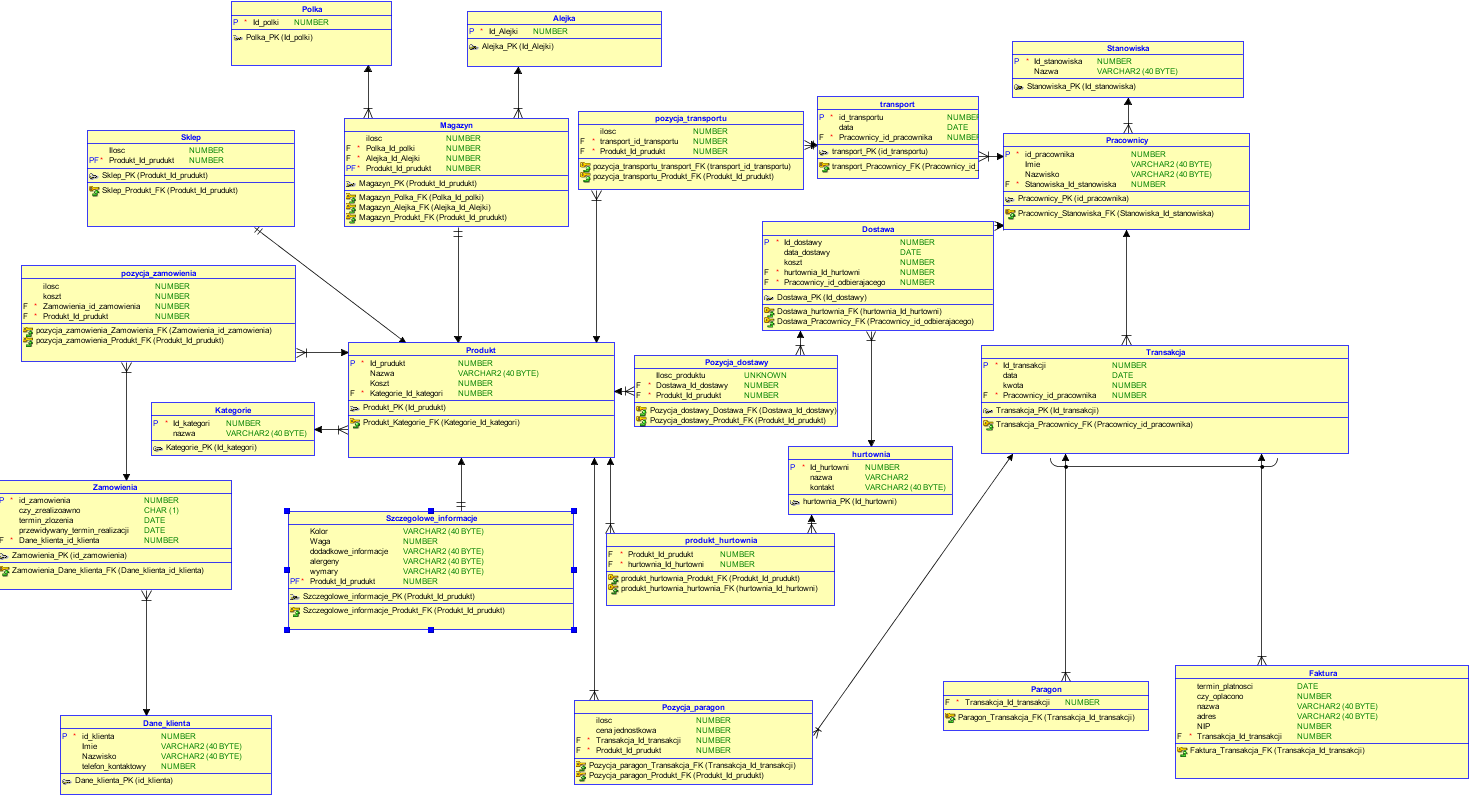 Polka
P * Id_polki NUMBER
Polka_PK (Id_polki)
Alejka
P * Id_Alejki NUMBER
Alejka_PK (Id_Alejki)
Stanowiska
P * Id_stanowiska NUMBER
Nazwa VARCHAR2 (40 BYTE)
Stanowiska_PK (Id_stanowiska)
Sklep
Ilosc NUMBER
PF * Produkt_Id_prudukt NUMBER
Sklep_PK (Produkt_Id_prudukt)
Sklep_Produkt_FK (Produkt_Id_prudukt)
Magazyn
ilosc NUMBER
F * Polka_Id_polki NUMBER
F * Alejka_Id_Alejki NUMBER
PF * Produkt_Id_prudukt NUMBER
Magazyn_PK (Produkt_Id_prudukt)
Magazyn_Polka_FK (Polka_Id_polki)
Magazyn_Alejka_FK (Alejka_Id_Alejki)
Magazyn_Produkt_FK (Produkt_Id_prudukt)
pozycja_transportu
ilosc NUMBER
F * transport_id_transportu NUMBER
F * Produkt_Id_prudukt NUMBER
pozycja_transportu_transport_FK (transport_id_transportu)
pozycja_transportu_Produkt_FK (Produkt_Id_prudukt)
transport
P * id_transportu NUMBE
data DATE
F * Pracownicy_id_pracownika NUMBE
transport_PK (id_transportu)
transport_Pracownicy_FK (Pracownicy_id_
Pracownicy
P * id_pracownika NUMBER
Imie VARCHAR2 (40 BYTE)
Nazwisko VARCHAR2 (40 BYTE)
F * Stanowiska_Id_stanowiska NUMBER
Pracownicy_PK (id_pracownika)
Pracownicy_Stanowiska_FK (Stanowiska_Id_stanowiska)
Dostawa
P * Id_dostawy NUMBER
data_dostawy DATE
koszt NUMBER
F * hurtownia_Id_hurtowni NUMBER
F * Pracownicy_id_odbierajacego NUMBER
Dostawa_PK (Id_dostawy)
Dostawa_hurtownia_FK (hurtownia_Id_hurtowni)
Dostawa_Pracownicy_FK (Pracownicy_id_odbierajacego)
pozycja_zamowienia
ilosc NUMBER
koszt NUMBER
F * Zamowienia_id_zamowienia NUMBER
F * Produkt_Id_prudukt NUMBER
pozycja_zamowienia_Zamowienia_FK (Zamowienia_id_zamowienia)
pozycja_zamowienia_Produkt_FK (Produkt_Id_prudukt)
Produkt
P * Id_prudukt NUMBER
Nazwa VARCHAR2 (40 BYTE)
Koszt NUMBER
F * Kategorie_Id_kategori NUMBER
Produkt_PK (Id_prudukt)
Produkt_Kategorie_FK (Kategorie_Id_kategori)
Pozycja_dostawy
Ilosc_produktu UNKNOWN
F * Dostawa_Id_dostawy NUMBER
F * Produkt_Id_prudukt NUMBER
Pozycja_dostawy_Dostawa_FK (Dostawa_Id_dostawy)
Pozycja_dostawy_Produkt_FK (Produkt_Id_prudukt)
Transakcja
P * Id_transakcji NUMBER
data DATE
kwota NUMBER
F * Pracownicy_id_pracownika NUMBER
Transakcja_PK (Id_transakcji)
Transakcja_Pracownicy_FK (Pracownicy_id_pracownika)
Kategorie
P * Id_kategori NUMBER
nazwa VARCHAR2 (40 BYTE)
Kategorie_PK (Id_kategori)
hurtownia
P * Id_hurtowni NUMBER
nazwa VARCHAR2
kontakt VARCHAR2 (40 BYTE)
hurtownia_PK (Id_hurtowni)
Zamowienia
P * id_zamowienia NUMBER
czy_zrealizoawno CHAR (1)
termin_zlozenia DATE
przewidywany_termin_realizacji DATE
F * Dane_klienta_id_klienta NUMBER
Zamowienia_PK (id_zamowienia)
Zamowienia_Dane_klienta_FK (Dane_klienta_id_klienta)
Szczegolowe_informacje
Kolor VARCHAR2 (40 BYTE)
Waga NUMBER
dodadkowe_informacje VARCHAR2 (40 BYTE)
alergeny VARCHAR2 (40 BYTE)
wymary VARCHAR2 (40 BYTE)
PF * Produkt_Id_prudukt NUMBER
Szczegolowe_informacje_PK (Produkt_Id_prudukt)
Szczegolowe_informacje_Produkt_FK (Produkt_Id_prudukt)
produkt_hurtownia
F * Produkt_Id_prudukt NUMBER
F * hurtownia_Id_hurtowni NUMBER
produkt_hurtownia_Produkt_FK (Produkt_Id_prudukt)
produkt_hurtownia_hurtownia_FK (hurtownia_Id_hurtowni)
Dane_klienta
P * id_klienta NUMBER
Imie VARCHAR2 (40 BYTE)
Nazwisko VARCHAR2 (40 BYTE)
telefon_kontaktowy NUMBER
Dane_klienta_PK (id_klienta)
Pozycja_paragon
ilosc NUMBER
cena jednostkowa NUMBER
F * Transakcja_Id_transakcji NUMBER
F * Produkt_Id_prudukt NUMBER
Pozycja_paragon_Transakcja_FK (Transakcja_Id_transakcji)
Pozycja_paragon_Produkt_FK (Produkt_Id_prudukt)
Paragon
F * Transakcja_Id_transakcji NUMBER
Paragon_Transakcja_FK (Transakcja_Id_transakcji)
Faktura
termin_platnosci DATE
czy_oplacono NUMBER
nazwa VARCHAR2 (40 BYTE)
adres VARCHAR2 (40 BYTE)
NIP NUMBER
F * Transakcja_Id_transakcji NUMBER
Faktura_Transakcja_FK (Transakcja_Id_transakcji)